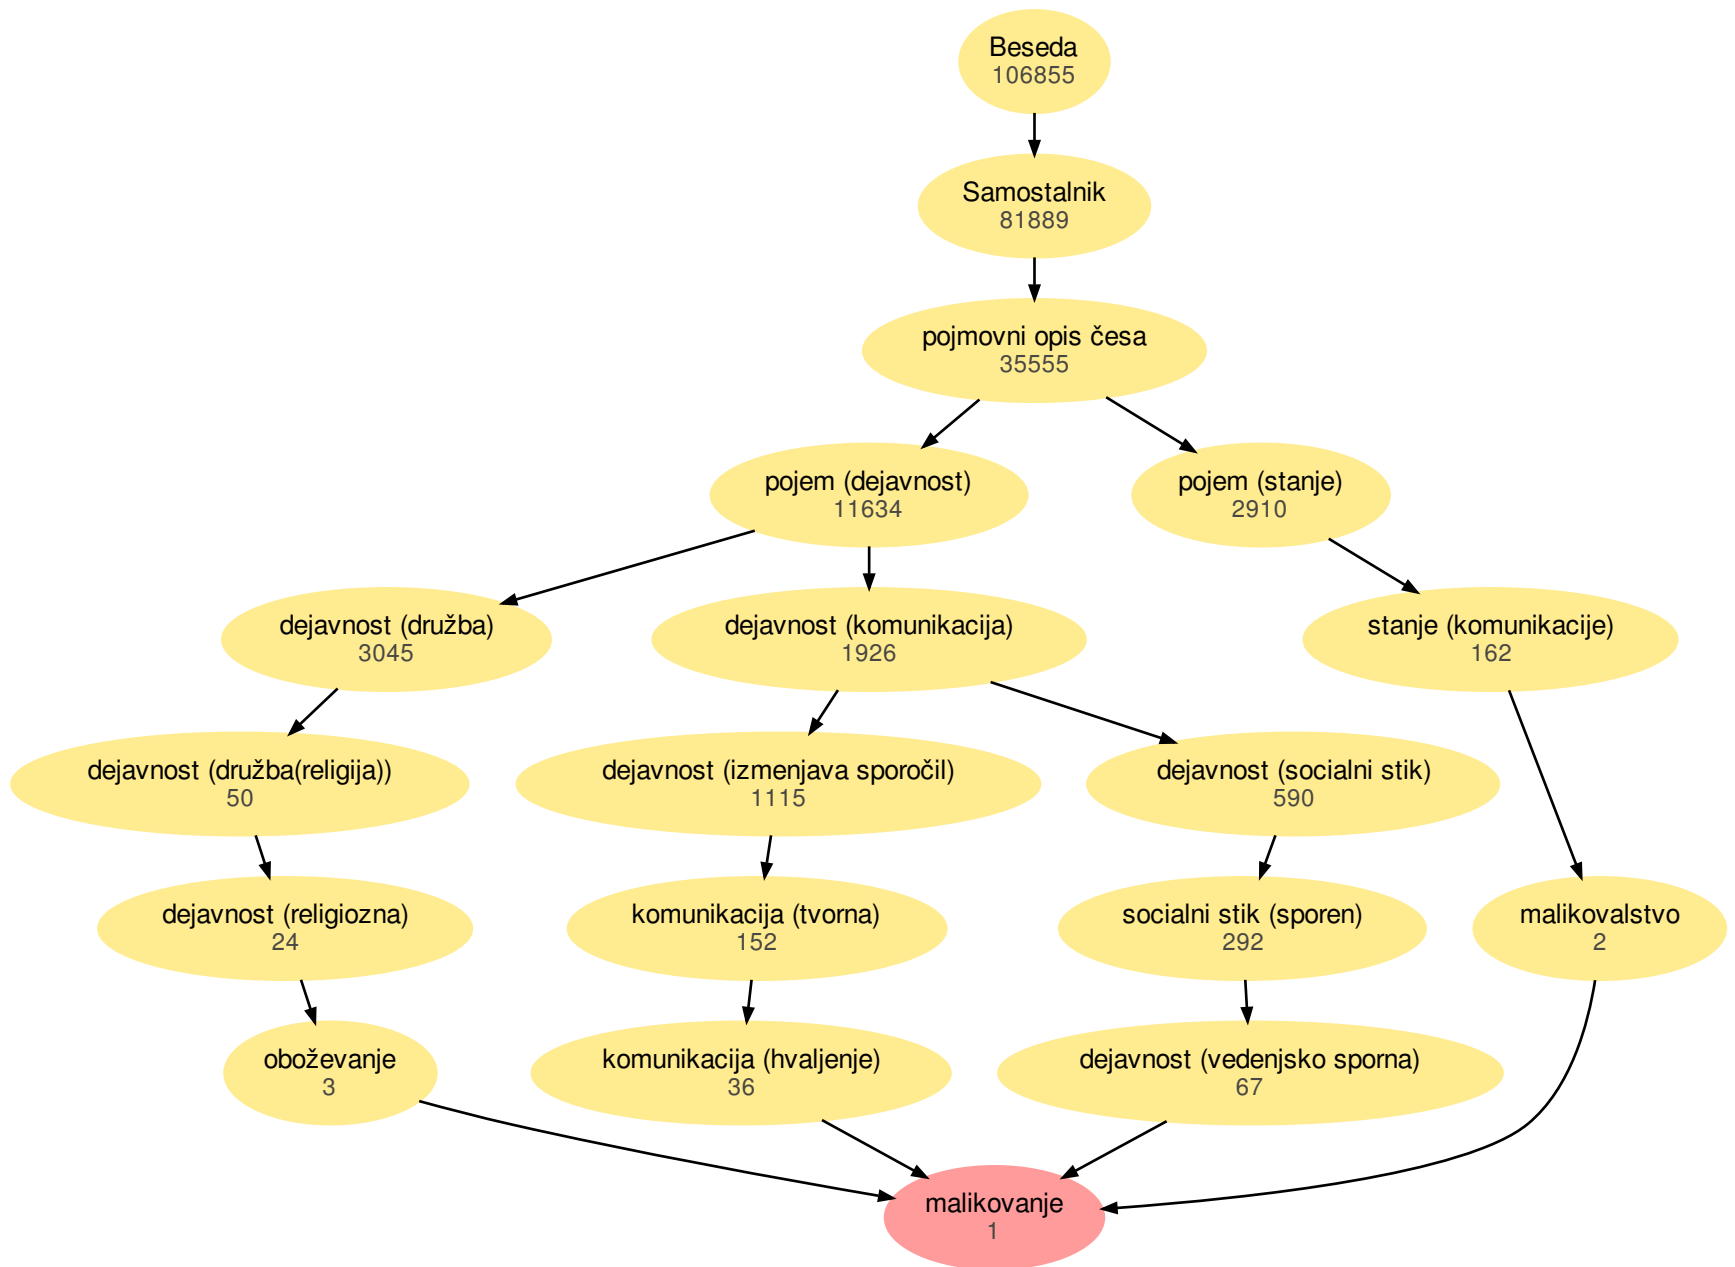 Beseda
106855
Samostalnik
81889
pojmovni opis česa
35555
pojem (dejavnost)
11634
pojem (stanje)
2910
dejavnost (družba)
3045
dejavnost (komunikacija)
1926
stanje (komunikacije)
162
dejavnost (družba(religija))
50
dejavnost (izmenjava sporočil)
1115
dejavnost (socialni stik)
590
dejavnost (religiozna)
24
komunikacija (tvorna)
152
socialni stik (sporen)
292
malikovalstvo
2
oboževanje
3
komunikacija (hvaljenje)
36
dejavnost (vedenjsko sporna)
67
malikovanje
1